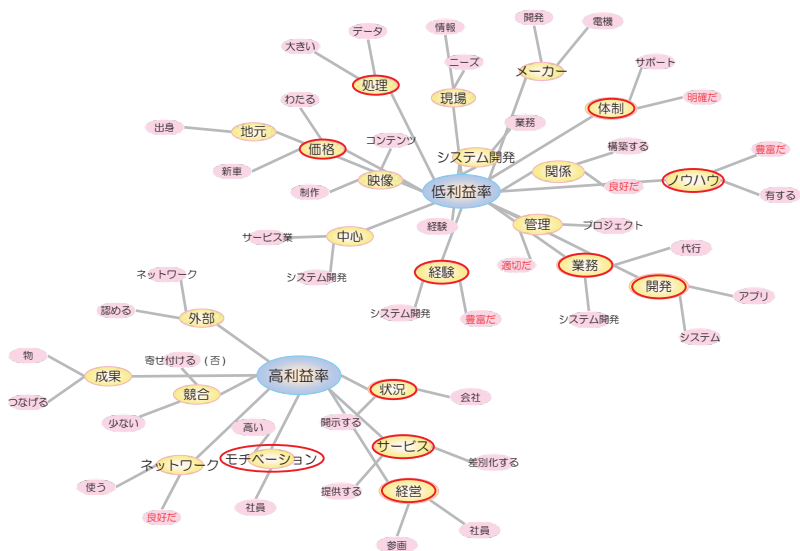 開発
電機
情報
データ
大きい
ニーズ
サポート
メーカー
処理
現場
わたる
体制
明確だ
出身
地元
業務
コンテンツ
価格
システム開発
構築する
豊富だ
新車
映像
関係
良好だ
ノウハウ
制作
低利益率
有する
サービス業
中心
経験
管理
プロジェクト
代行
システム開発
経験
適切だ
業務
開発
アプリ
システム開発
豊富だ
システム開発
システム
ネットワーク
認める
外部
物
寄せ付ける (否)
成果
高利益率
つなげる
競合
状況
会社
少ない
高い
開示する
サービス
ネットワーク
モチベーション
差別化する
使う
提供する
経営
良好だ
社員
社員
参画